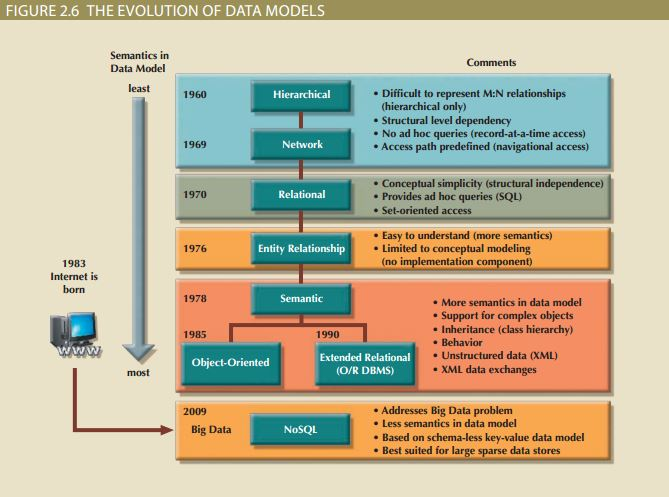 FIGURE 2.6 THE EVOLUTION OF DATA MODELS
Semantics in
Data Model
least
most
Comments
1960
Hierarchical
1969
Network
• Difficult to represent M:N relationships
(hierarchical only)
• Structural level dependency
• No ad hoc queries (record-at-a-time access)
• Access path predefined (navigational access)
1970
Relational
• Conceptual simplicity (structural independence)
• Provides ad hoc queries (SQL)
• Set-oriented access
1976
Entity Relationship
• Easy to understand (more semantics)
• Limited to conceptual modeling
(no implementation component)
1983
Internet is
born
WWW
1978
Semantic
1985
Object-Oriented
1990
Extended Relational
(O/R DBMS)
• More semantics in data model
• Support for complex objects
• Inheritance (class hierarchy)
• Behavior
• Unstructured data (XML)
• XML data exchanges
2009
Big Data
NoSQL
• Addresses Big Data problem
• Less semantics in data model
• Based on schema-less key-value data model
• Best suited for large sparse data stores